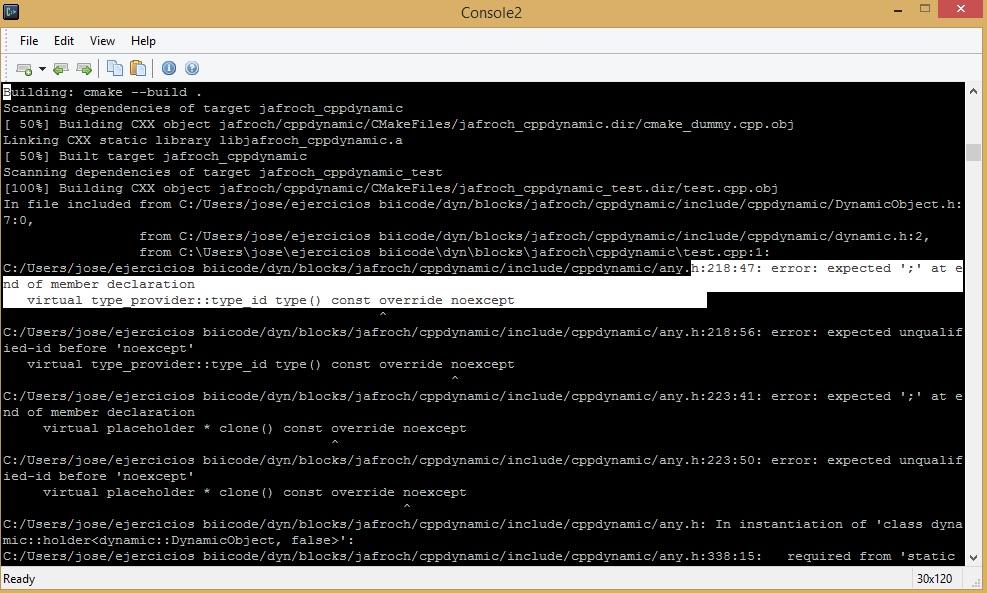 Console2
File Edit View Help
Building: cmake --build .
Scanning dependencies of target jafroch_cppdynamic
[ 50%] Building CXX object jafroch/cppdynamic/CMakeFiles/jafroch_cppdynamic.dir/cmake_dummy.cpp.obj
Linking CXX static library libjafroch_cppdynamic.a
[ 50%] Built target jafroch_cppdynamic
Scanning dependencies of target jafroch_cppdynamic_test
[100%] Building CXX object jafroch/cppdynamic/CMakeFiles/jafroch_cppdynamic_test.dir/test.cpp.obj
In file included from C:/Users/jose/ejercicios biicode/dyn/blocks/jafroch/cppdynamic/include/cppdynamic/DynamicObject.h:
7:0,
from C:/Users/jose/ejercicios biicode/dyn/blocks/jafroch/cppdynamic/include/cppdynamic/dynamic.h:2,
from C:\Users\jose\ejercicios biicode\dyn\blocks\jafroch\cppdynamic\test.cpp:1:
C:/Users/jose/ejercicios biicode/dyn/blocks/jafroch/cppdynamic/include/cppdynamic/any.h:218:47: error: expected ';' at e
nd of member declaration
virtual type_provider::type_id type() const override noexcept
^
C:/Users/jose/ejercicios biicode/dyn/blocks/jafroch/cppdynamic/include/cppdynamic/any.h:218:56: error: expected unqualif
ied-id before 'noexcept'
virtual type_provider::type_id type() const override noexcept
^
C:/Users/jose/ejercicios biicode/dyn/blocks/jafroch/cppdynamic/include/cppdynamic/any.h:223:41: error: expected ';' at e
nd of member declaration
virtual placeholder * clone() const override noexcept
^
C:/Users/jose/ejercicios biicode/dyn/blocks/jafroch/cppdynamic/include/cppdynamic/any.h:223:50: error: expected unqualif
ied-id before 'noexcept'
virtual placeholder * clone() const override noexcept
^
C:/Users/jose/ejercicios biicode/dyn/blocks/jafroch/cppdynamic/include/cppdynamic/any.h: In instantiation of 'class dyna
mic::holder<dynamic::DynamicObject, false>':
C:/Users/jose/ejercicios biicode/dyn/blocks/jafroch/cppdynamic/include/cppdynamic/any.h:338:15:   required from 'static
Ready 30x120